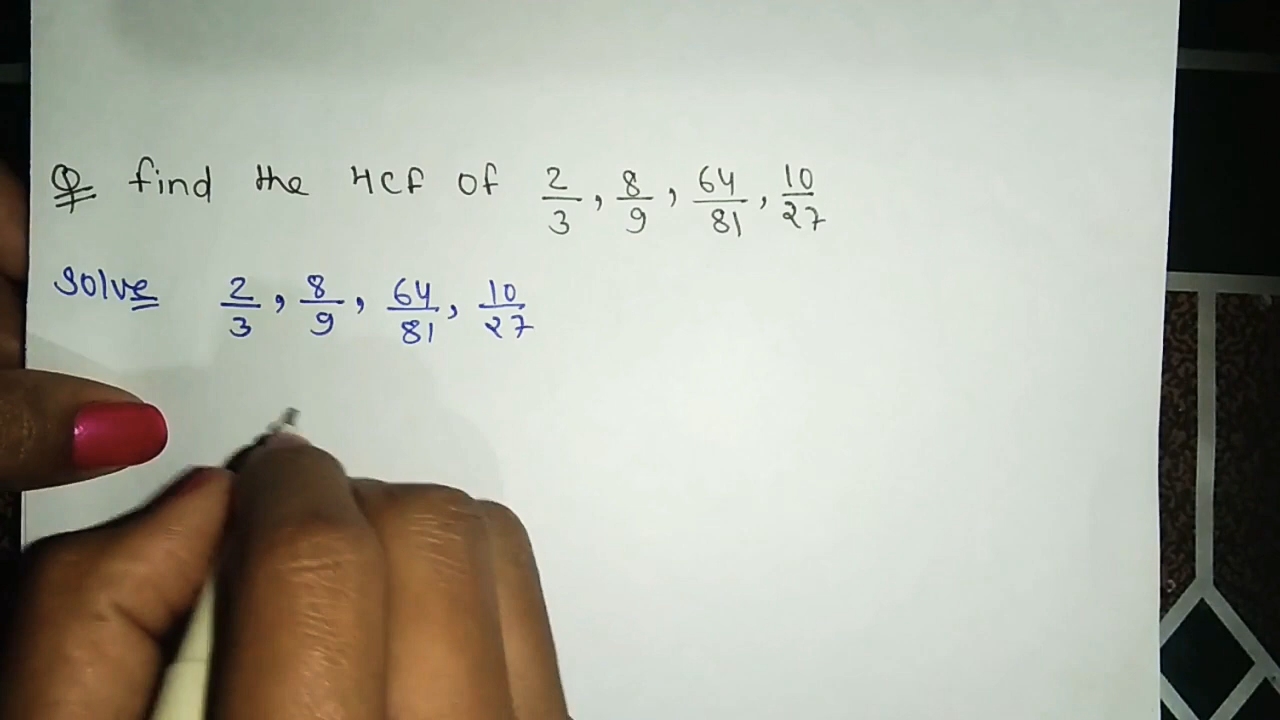 Q find the HCF of 2/3, 8/9, 64/81, 10/27
Solve 2/3, 8/9, 64/81, 10/27